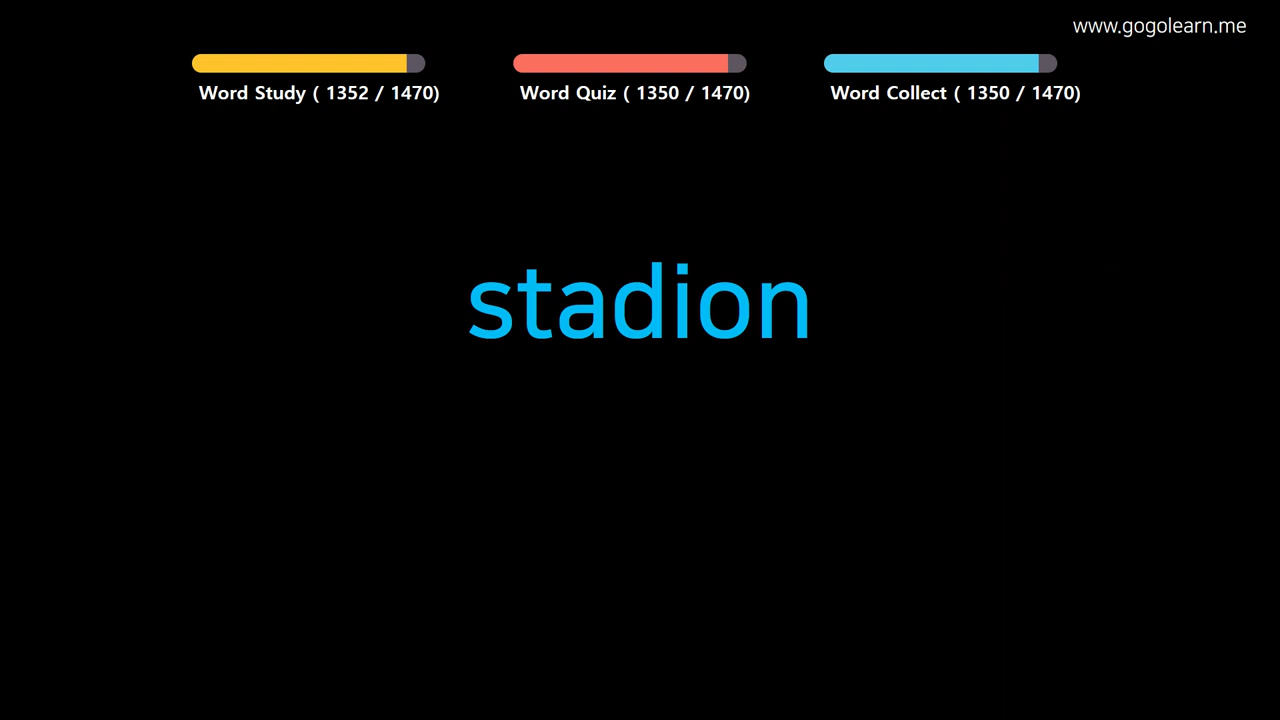 www.gogolearn.me
Word Study ( 1352 / 1470)
Word Quiz ( 1350 / 1470)
Word Collect ( 1350 / 1470)
stadion